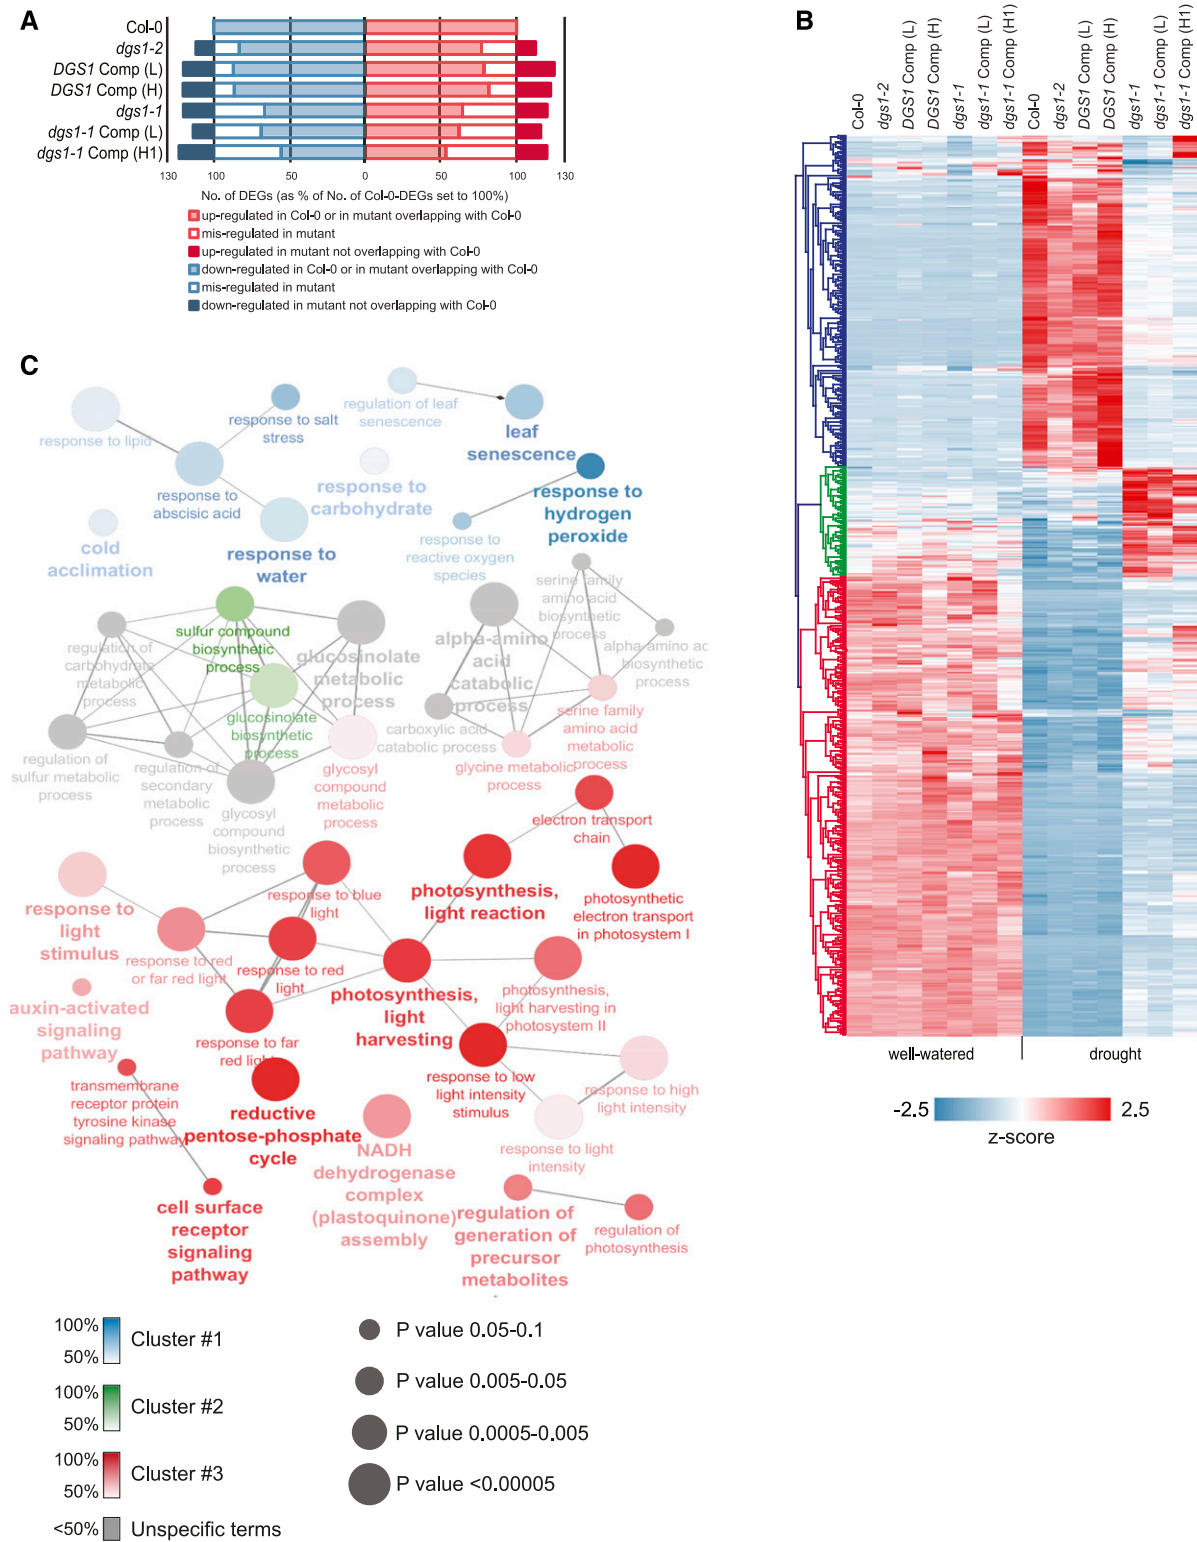 A
Col-0
dgs1-2
DGS1 Comp (L)
DGS1 Comp (H)
dgs1-1
dgs1-1 Comp (L)
dgs1-1 Comp (H1)
130 100 50 0 50 100 130
No. of DEGs (as % of No. of Col-0-DEGs set to 100%)
up-regulated in Col-0 or in mutant overlapping with Col-0
mis-regulated in mutant
up-regulated in mutant not overlapping with Col-0
down-regulated in Col-0 or in mutant overlapping with Col-0
mis-regulated in mutant
down-regulated in mutant not overlapping with Col-0
B
Col-0
dgs1-2
DGS1 Comp (L)
DGS1 Comp (H)
dgs1-1
dgs1-1 Comp (L)
dgs1-1 Comp (H1)
Col-0
dgs1-2
DGS1 Comp (L)
DGS1 Comp (H)
dgs1-1
dgs1-1 Comp (L)
dgs1-1 Comp (H1)
well-watered
drought
-2.5
2.5
z-score
C
response to lipid
response to salt
stress
regulation of leaf
senescence
leaf
senescence
response to
abscisic acid
response to
carbohydrate
response to
hydrogen
peroxide
cold
acclimation
response to
water
response to
reactive oxygen
species
serine family
amino acid
biosynthetic
process
sulfur compound
biosynthetic
process
regulation of
carbohydrate
metabolic
process
glucosinolate
metabolic
process
alpha-amino
acid
catabolic
process
alpha-amino ac
biosynthetic
process
glucosinolate
biosynthetic
process
carboxylic acid
catabolic process
serine family
amino acid
metabolic
process
regulation of
sulfur metabolic
process
regulation of
secondary
metabolic
process
glycosyl
compound
metabolic
process
glycine metabolic
process
glycosyl
compound
biosynthetic
process
electron transport
chain
response to
light
stimulus
response to blue
light
photosynthesis,
light reaction
photosynthetic
electron transport
in photosystem I
response to red
or far red light
response to red
light
auxin-activated
signaling
pathway
photosynthesis,
light
harvesting
photosynthesis,
light harvesting in
photosystem II
response to far
red light
transmembrane
receptor protein
tyrosine kinase
signaling pathway
reductive
pentose-phosphate
cycle
response to low
light intensity
stimulus
response to high
light intensity
response to light
intensity
NADH
dehydrogenase
complex
(plastoquinone)
assembly
cell surface
receptor
signaling
pathway
regulation of
generation of
precursor
metabolites
regulation of
photosynthesis
100%
50%
Cluster #1
100%
50%
Cluster #2
100%
50%
Cluster #3
<50%
Unspecific terms
P value 0.05-0.1
P value 0.005-0.05
P value 0.0005-0.005
P value <0.00005